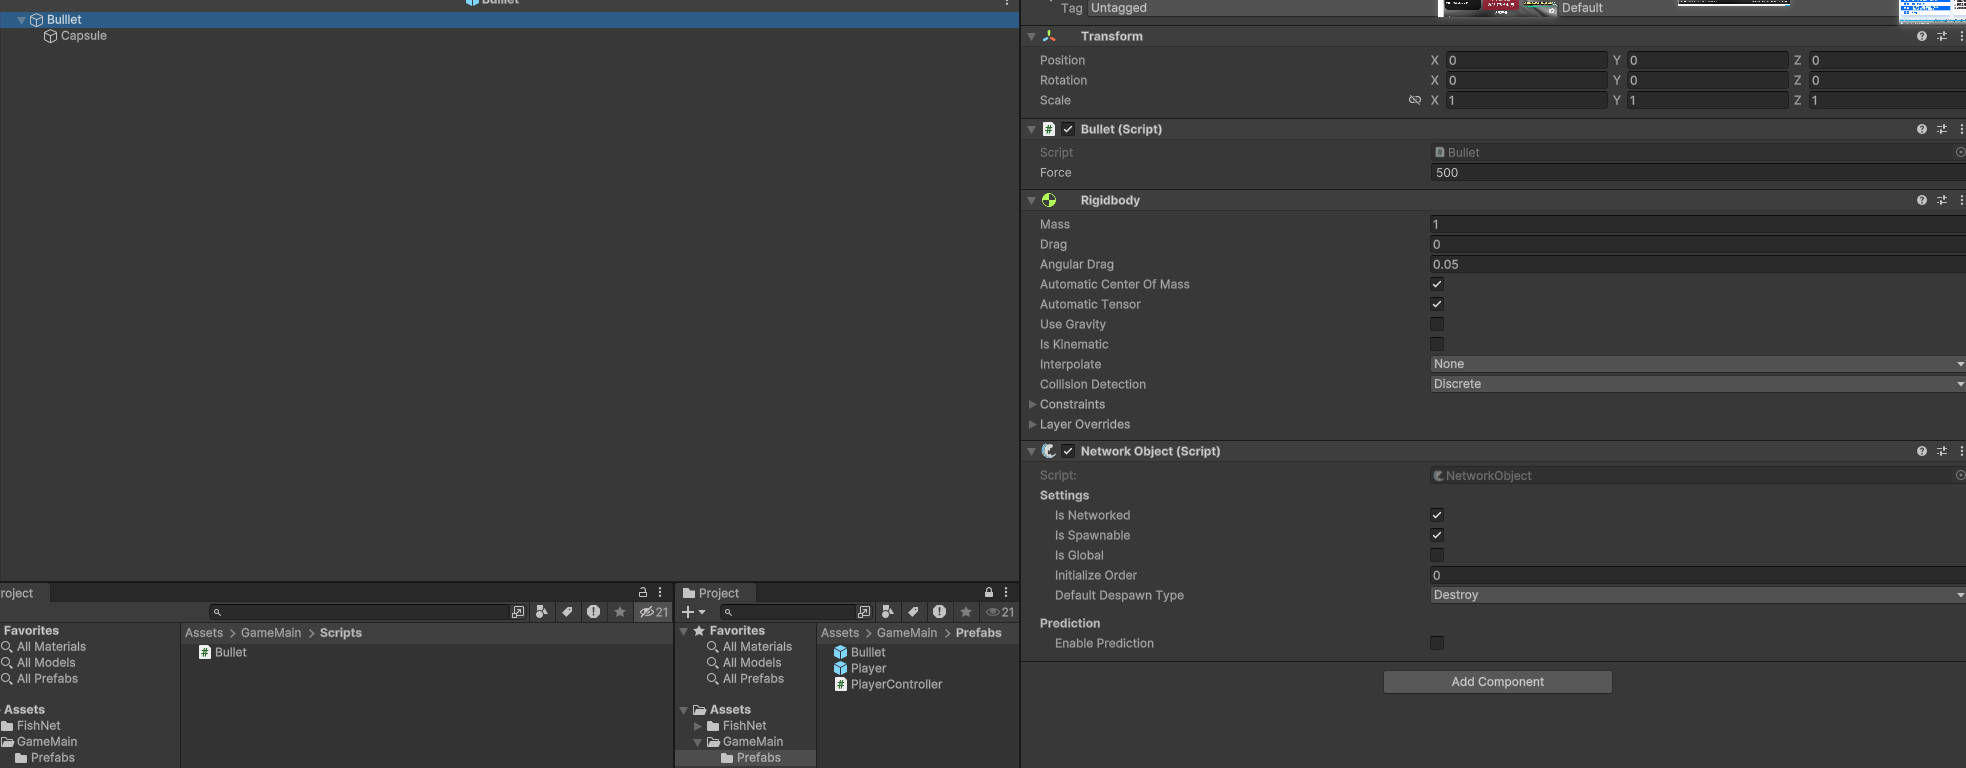 Bulllet
Bulllet
Capsule
Tag Untagged Default
Transform
Position X 0 Y 0 Z 0
Rotation X 0 Y 0 Z 0
Scale X 1 Y 1 Z 1
Bullet (Script)
Script Bullet
Force 500
Rigidbody
Mass 1
Drag 0
Angular Drag 0.05
Automatic Center Of Mass
Automatic Tensor
Use Gravity
Is Kinematic
Interpolate None
Collision Detection Discrete
Constraints
Layer Overrides
Network Object (Script)
Script: NetworkObject
Settings
Is Networked
Is Spawnable
Is Global
Initialize Order 0
Default Despawn Type Destroy
Prediction
Enable Prediction
Add Component
roject
21
Favorites
All Materials
All Models
All Prefabs
Assets
FishNet
GameMain
Prefabs
Assets > GameMain > Scripts
Bullet
Project
21
Favorites
All Materials
All Models
All Prefabs
Assets
FishNet
GameMain
Prefabs
Assets > GameMain > Prefabs
Bulllet
Player
PlayerController